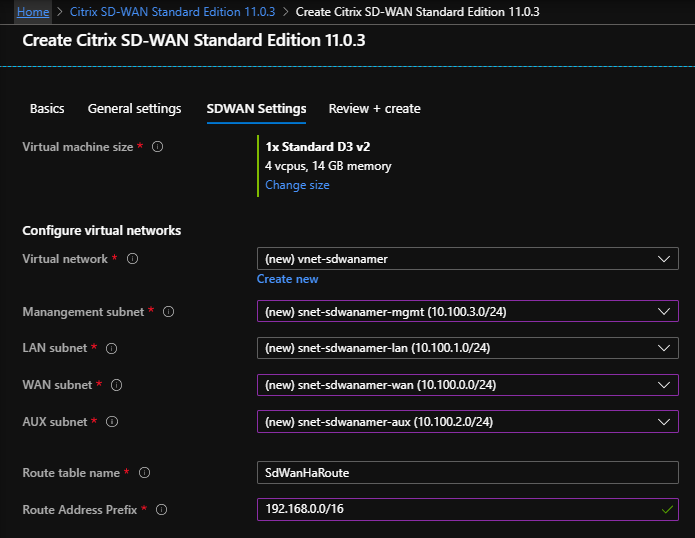 Home > Citrix SD-WAN Standard Edition 11.0.3 > Create Citrix SD-WAN Standard Edition 11.0.3
Create Citrix SD-WAN Standard Edition 11.0.3
Basics General settings SDWAN Settings Review + create
Virtual machine size *
1x Standard D3 v2
4 vcpus, 14 GB memory
Change size
Configure virtual networks
Virtual network * (new) vnet-sdwanamer
Create new
Manangement subnet * (new) snet-sdwanamer-mgmt (10.100.3.0/24)
LAN subnet * (new) snet-sdwanamer-lan (10.100.1.0/24)
WAN subnet * (new) snet-sdwanamer-wan (10.100.0.0/24)
AUX subnet * (new) snet-sdwanamer-aux (10.100.2.0/24)
Route table name * SdWanHaRoute
Route Address Prefix * 192.168.0.0/16